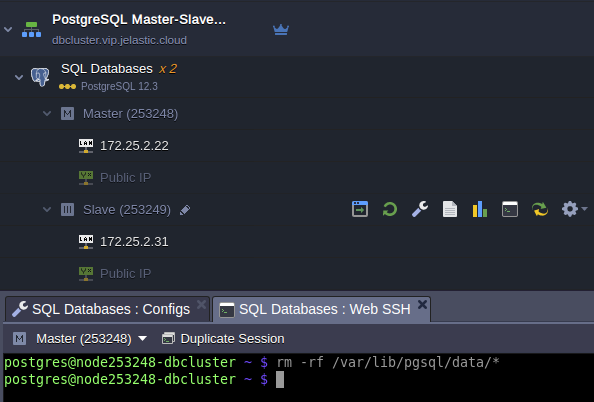 PostgreSQL Master-Slave...
dbcluster.vip.jelastic.cloud
SQL Databases x 2
PostgreSQL 12.3
M Master (253248)
LAN 172.25.2.22
Public IP
Slave (253249)
LAN 172.25.2.31
Public IP
SQL Databases : Configs X SQL Databases : Web SSH X
M Master (253248) Duplicate Session
postgres@node253248-dbcluster ~ $ rm -rf /var/lib/pgsql/data/*
postgres@node253248-dbcluster ~ $